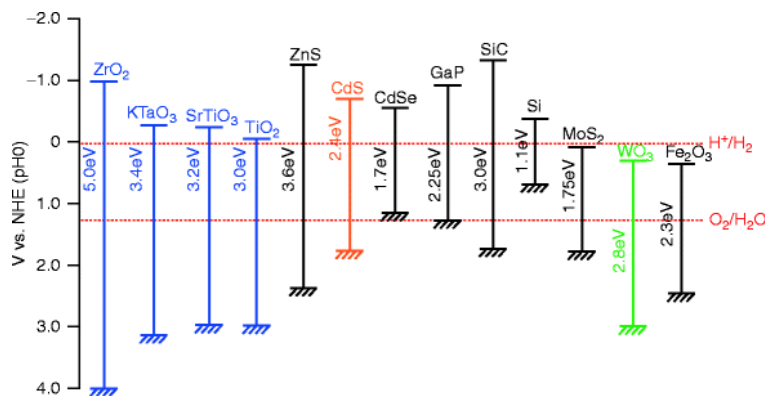 V vs. NHE (pH0)
−2.0
−1.0
0
1.0
2.0
3.0
4.0
ZrO2
5.0eV
KTaO3
3.4eV
SrTiO3
3.2eV
TiO2
3.0eV
ZnS
3.6eV
CdS
2.4eV
CdSe
1.7eV
GaP
2.25eV
SiC
3.0eV
Si
1.1eV
MoS2
1.75eV
WO3
2.8eV
Fe2O3
2.3eV
H+/H2
O2/H2O